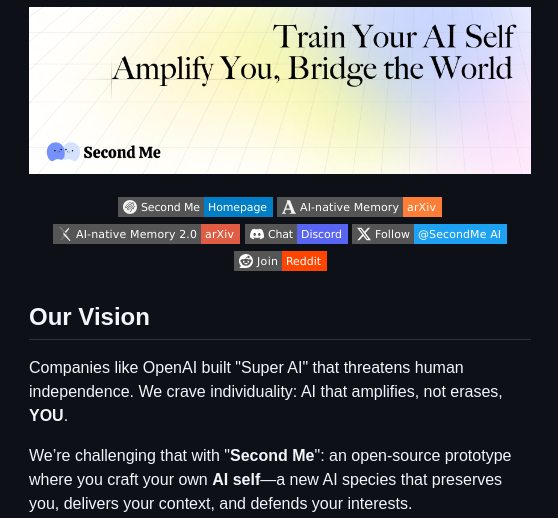 Train Your AI Self
Amplify You, Bridge the World
Second Me
Second Me Homepage AI-native Memory arXiv
AI-native Memory 2.0 arXiv Chat Discord Follow @SecondMe AI
Join Reddit
Our Vision
Companies like OpenAI built "Super AI" that threatens human
independence. We crave individuality: AI that amplifies, not erases,
YOU.
We’re challenging that with "Second Me": an open-source prototype
where you craft your own AI self—a new AI species that preserves
you, delivers your context, and defends your interests.